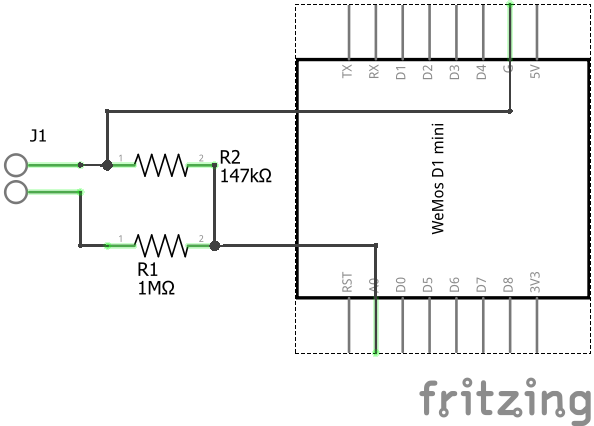 TX
RX
D1
D2
D3
D4
G
5V
J1
1
2
R2
147kΩ
WeMos D1 mini
1
2
R1
1MΩ
RST
A0
D0
D5
D6
D7
D8
3V3
fritzing